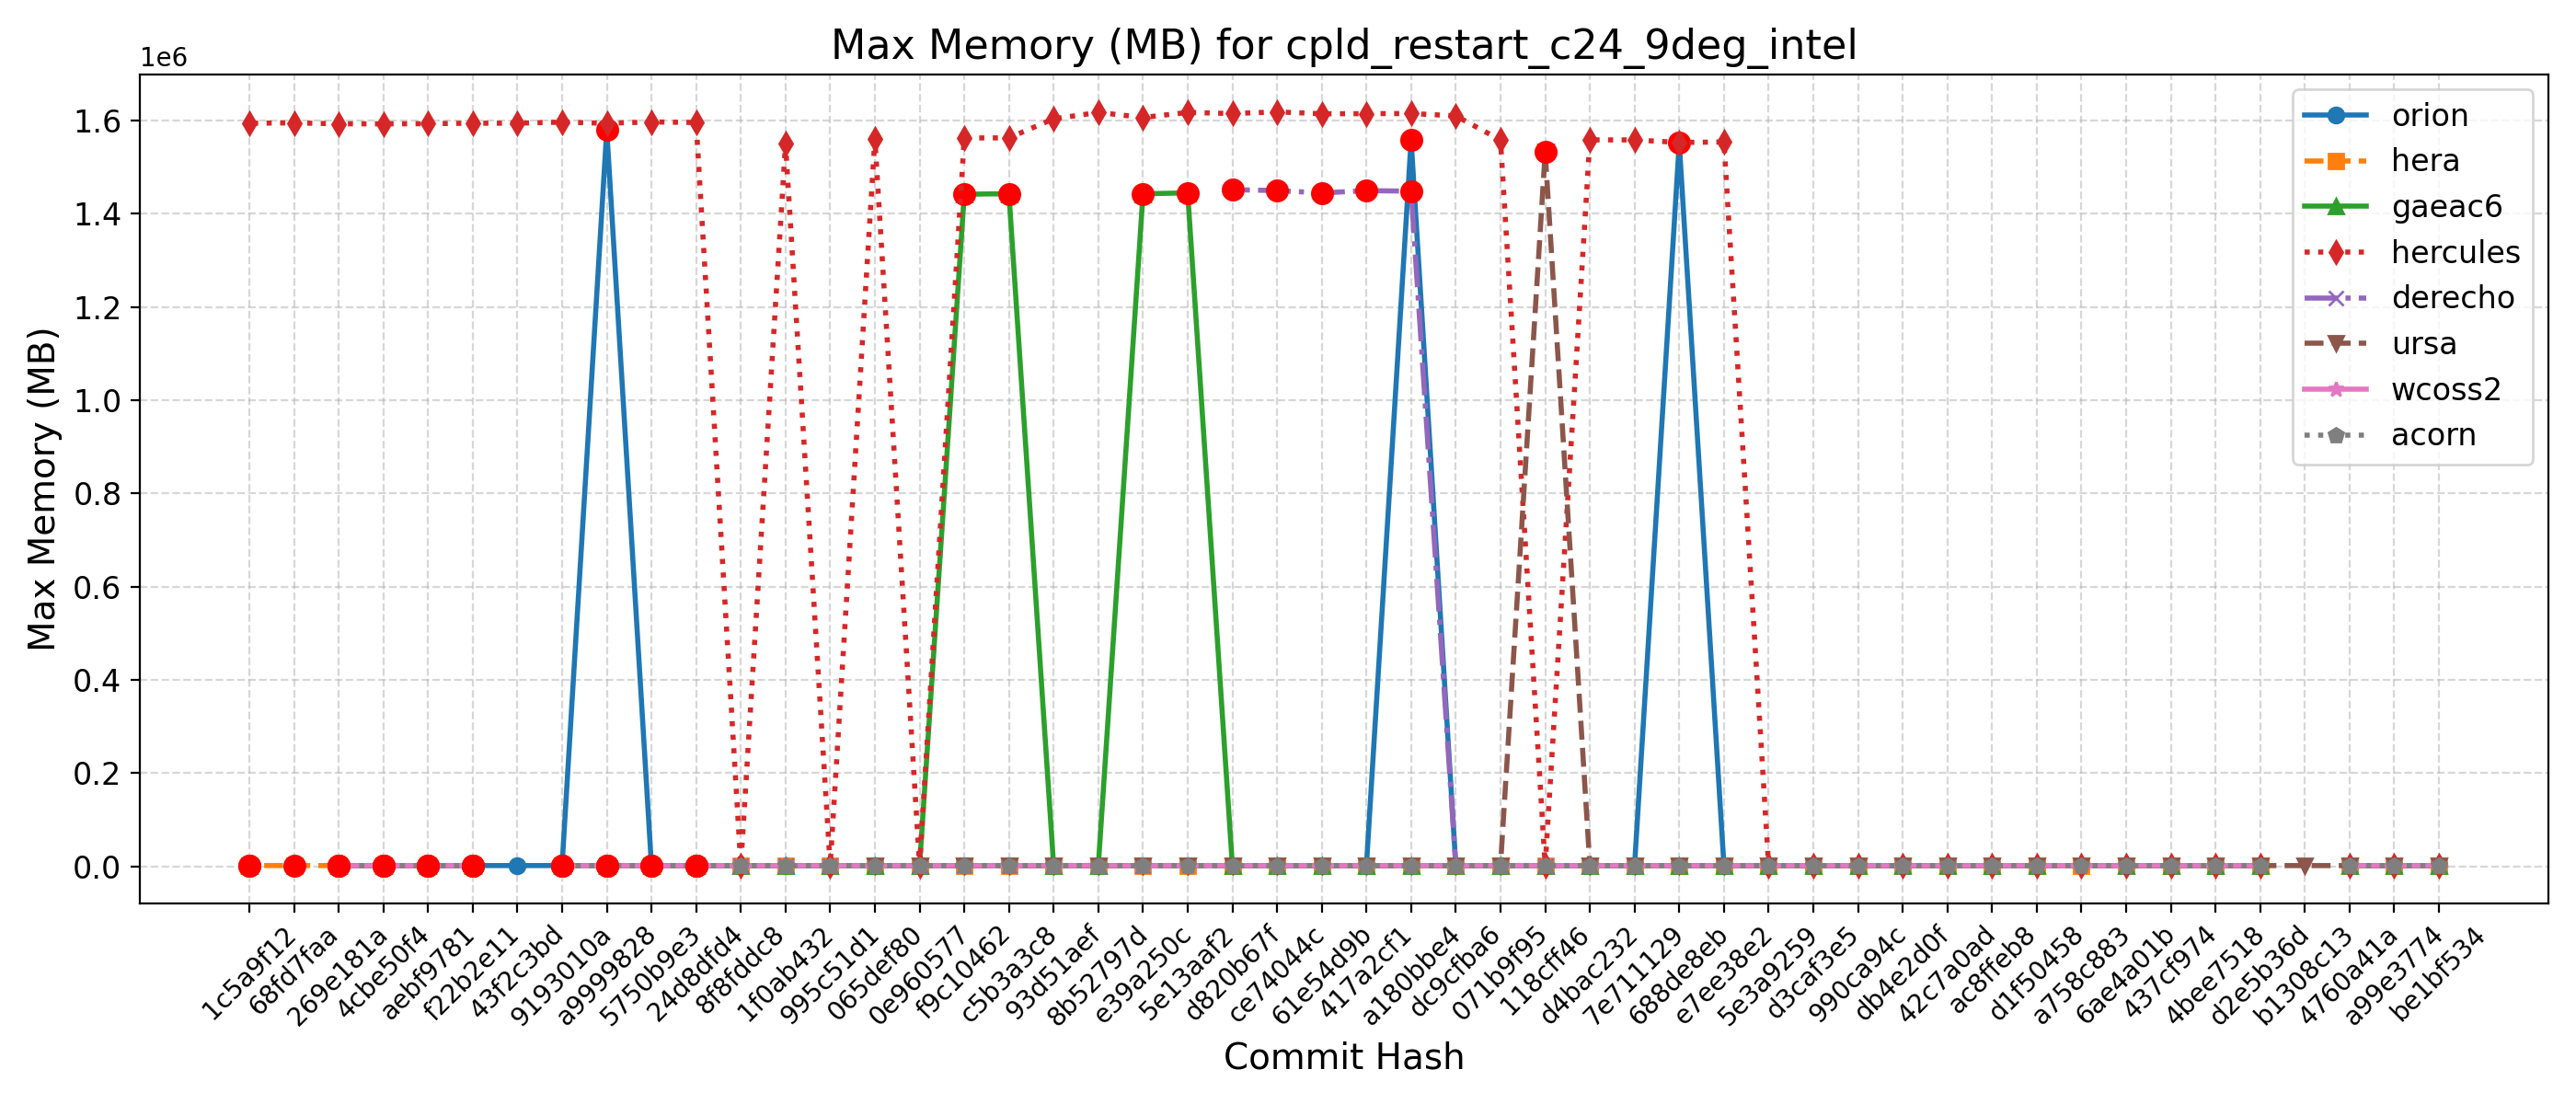 Max Memory (MB) for cpld_restart_c24_9deg_intel
1e6
1.6
1.4
1.2
1.0
0.8
0.6
0.4
0.2
0.0
Max Memory (MB)
orion
hera
gaeac6
hercules
derecho
ursa
wcoss2
acorn
1c5a9f12
68fd7faa
269e181a
4cbe50f4
aebf9781
f22b2e11
43f2c3bd
9193010a
a9999828
5750b9e3
24d8dfd4
8f8fddc8
1f0ab432
995c51d1
065def80
0e960577
f9c10462
c5b3a3c8
93d51aef
8b52797d
e39a250c
5e13aaf2
d820b67f
ce74044c
61e54d9b
417a2cf1
a180bbe4
dc9cfba6
071b9f95
118cff46
d4bac232
7e711129
688de8eb
e7ee38e2
5e3a9259
d3caf3e5
990ca94c
db4e2d0f
42c7a0ad
ac8ffeb8
d1f50458
a758c883
6ae4a01b
437cf974
4bee7518
d2e5b36d
b1308c13
4760a41a
a99e3774
be1bf534
Commit Hash